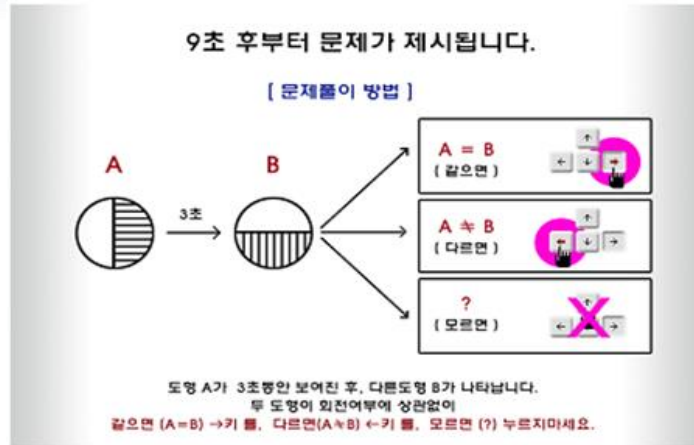 9초 후부터 문제가 제시됩니다.
[ 문제풀이 방법 ]
A
B
3초
A = B
( 같으면 )
A ≒ B
( 다르면 )
?
( 모르면 )
도형 A가 3초동안 보여진 후, 다른도형 B가 나타납니다.
두 도형이 회전여부에 상관없이
같으면 (A=B) →키 를, 다르면(A≒B) ←키 를, 모르면 (?) 누르지마세요.